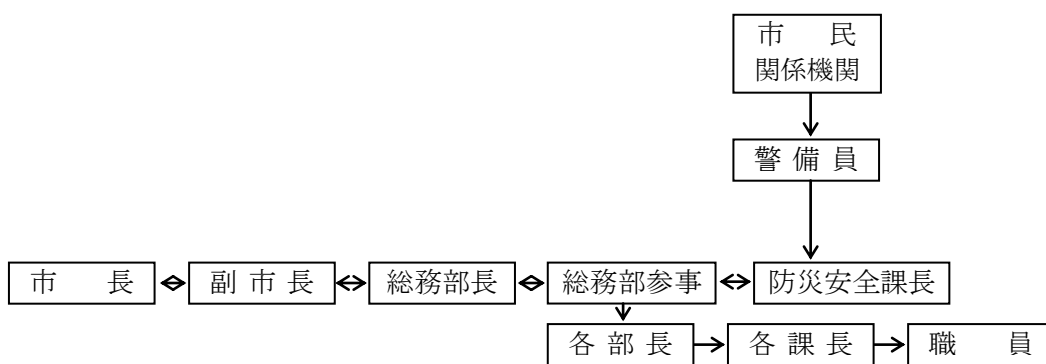 市　民
関係機関
警 備 員
市　　長
副 市 長
総務部長
総務部参事
防災安全課長
各 部 長
各 課 長
職　　員